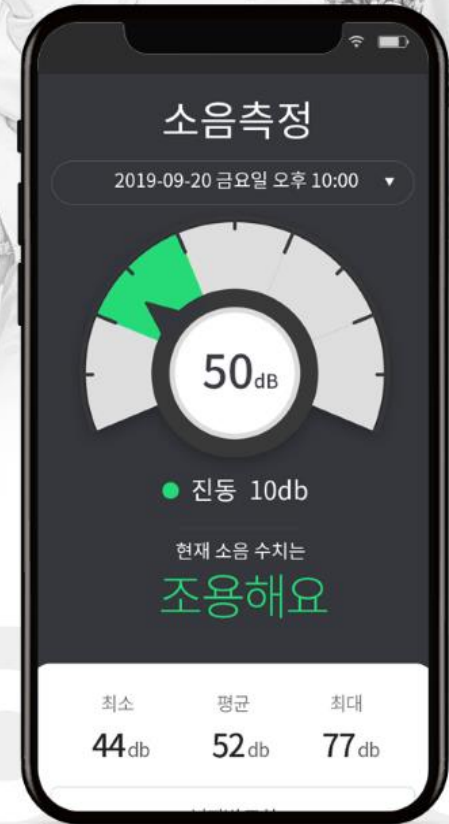 소음측정
2019-09-20 금요일 오후 10:00 ▼
50dB
진동 10db
현재 소음 수치는
조용해요
최소 평균 최대
44db 52db 77db